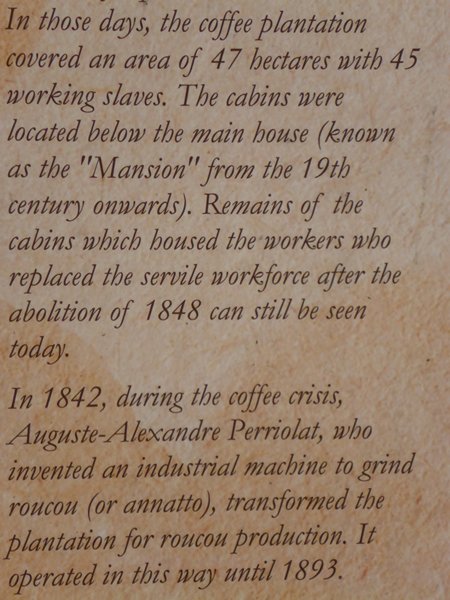 In those days, the coffee plantation
covered an area of 47 hectares with 45
working slaves. The cabins were
located below the main house (known
as the "Mansion" from the 19th
century onwards). Remains of the
cabins which housed the workers who
replaced the servile workforce after the
abolition of 1848 can still be seen
today.
In 1842, during the coffee crisis,
Auguste-Alexandre Perriolat, who
invented an industrial machine to grind
roucou (or annatto), transformed the
plantation for roucou production. It
operated in this way until 1893.